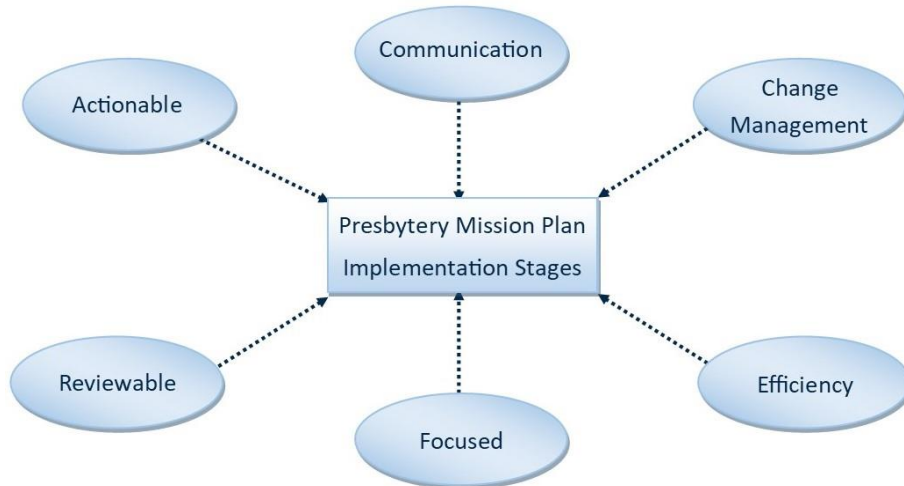 Communication
Actionable
Change
Management
Presbytery Mission Plan
Implementation Stages
Reviewable
Efficiency
Focused